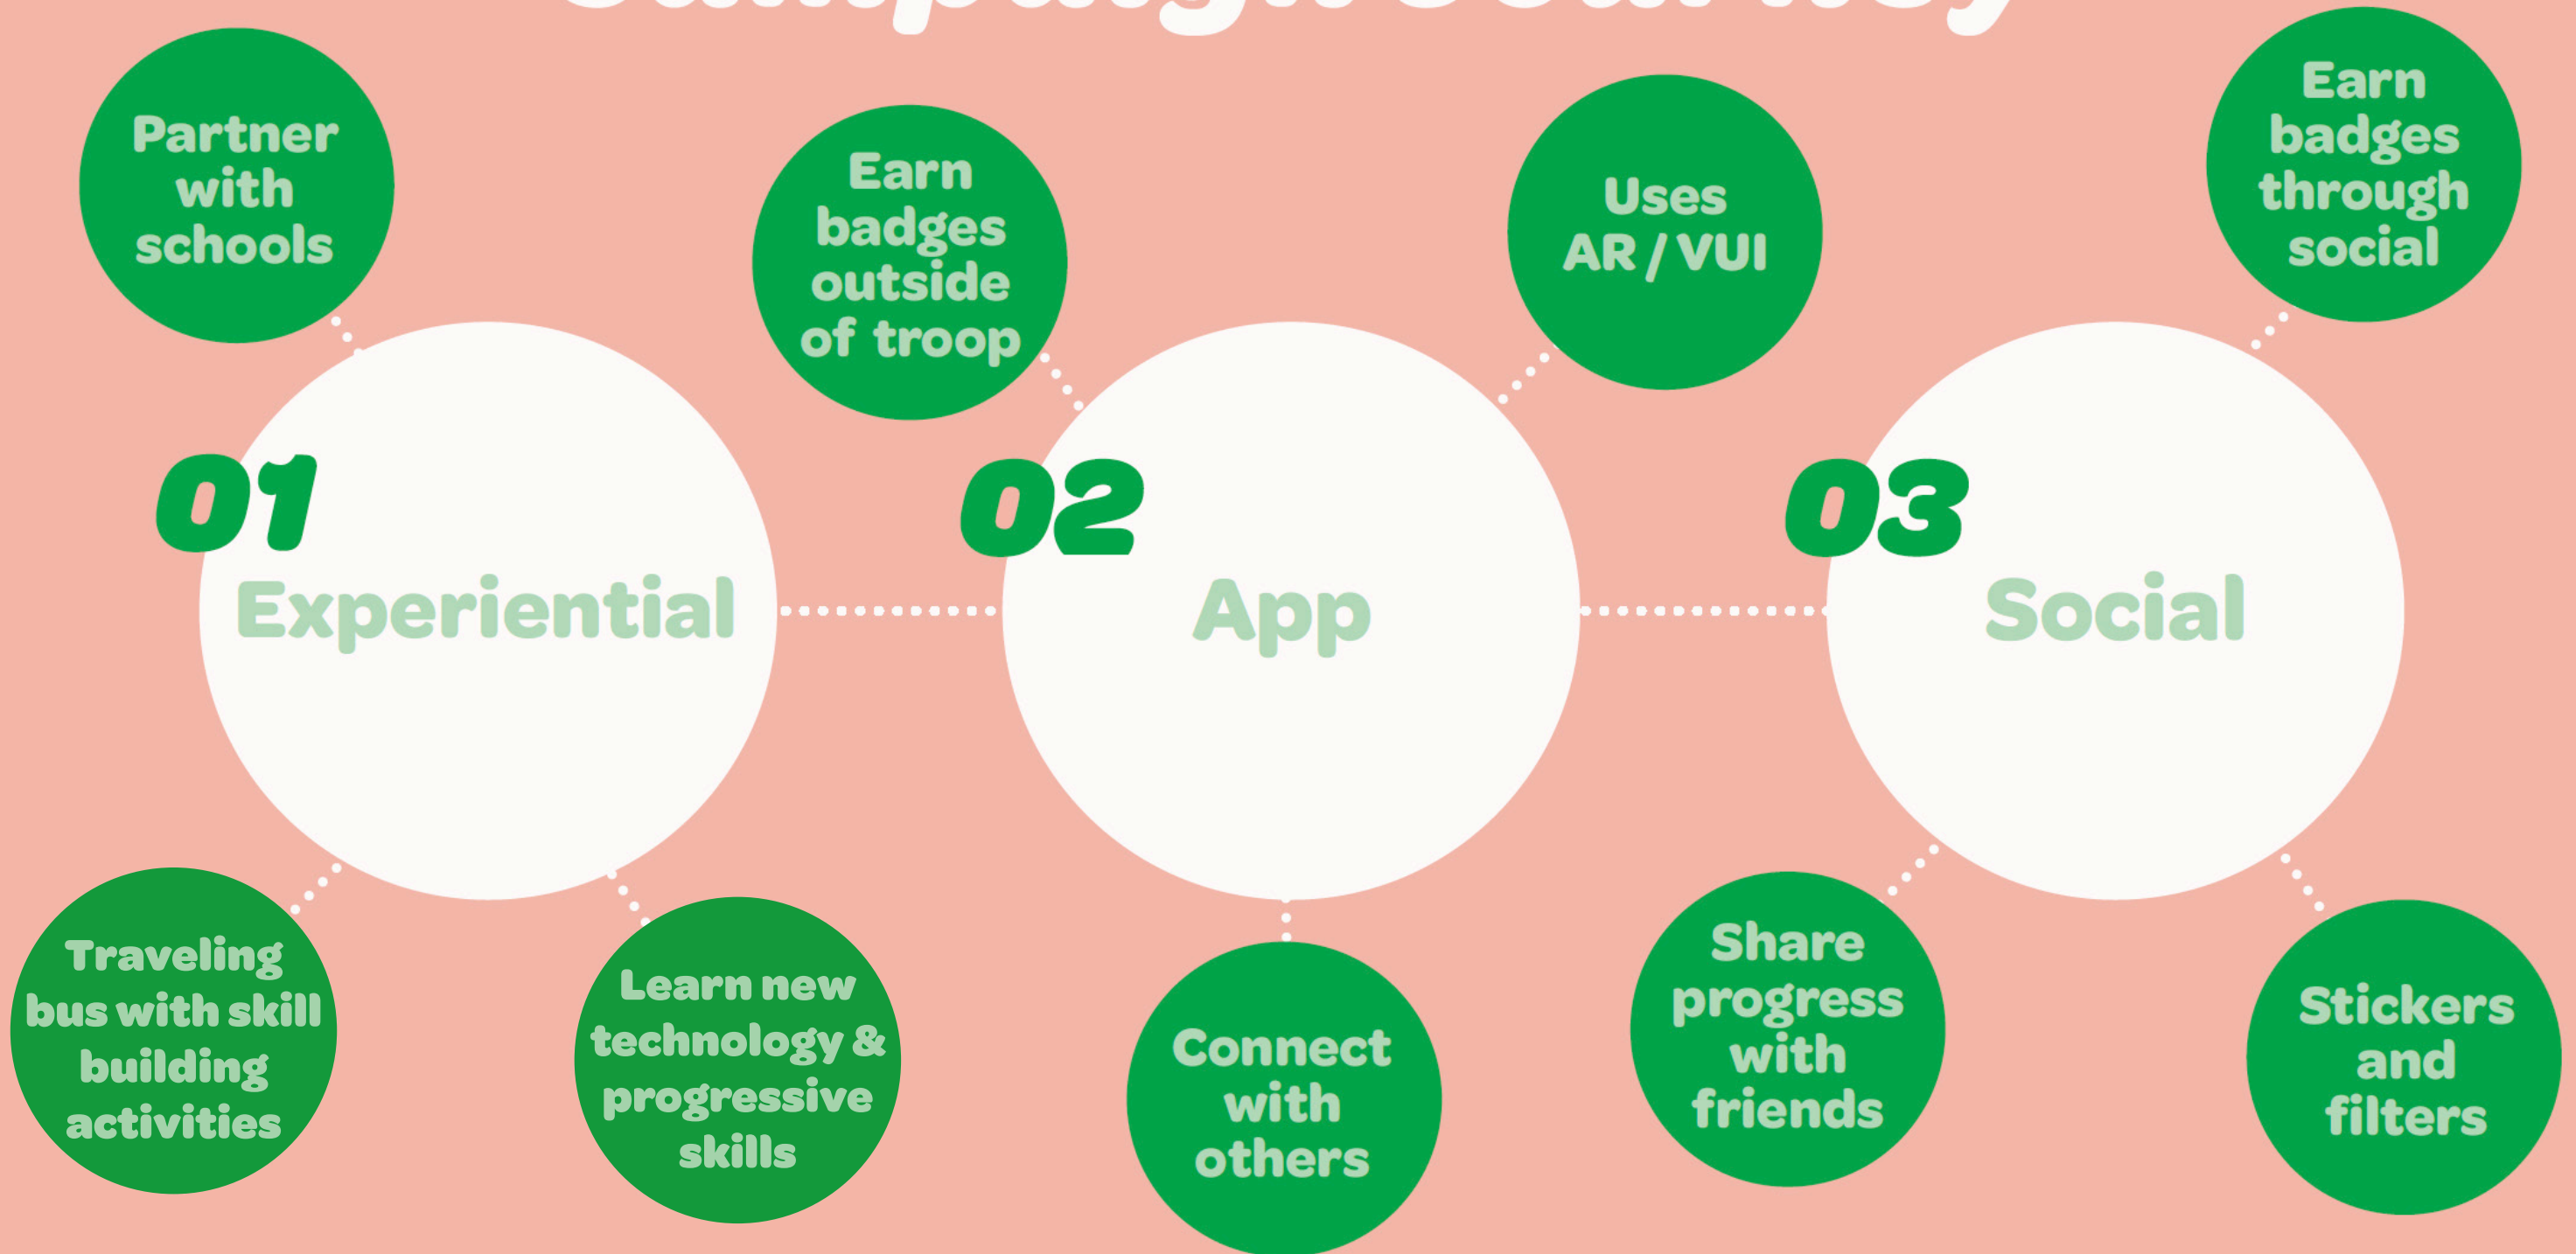 Partner
with
schools
Earn
badges
outside
of troop
Uses
AR / VUI
Earn
badges
through
social
01
Experiential
02
App
03
Social
Traveling
bus with skill
building
activities
Learn new
technology &
progressive
skills
Connect
with
others
Share
progress
with
friends
Stickers
and
filters